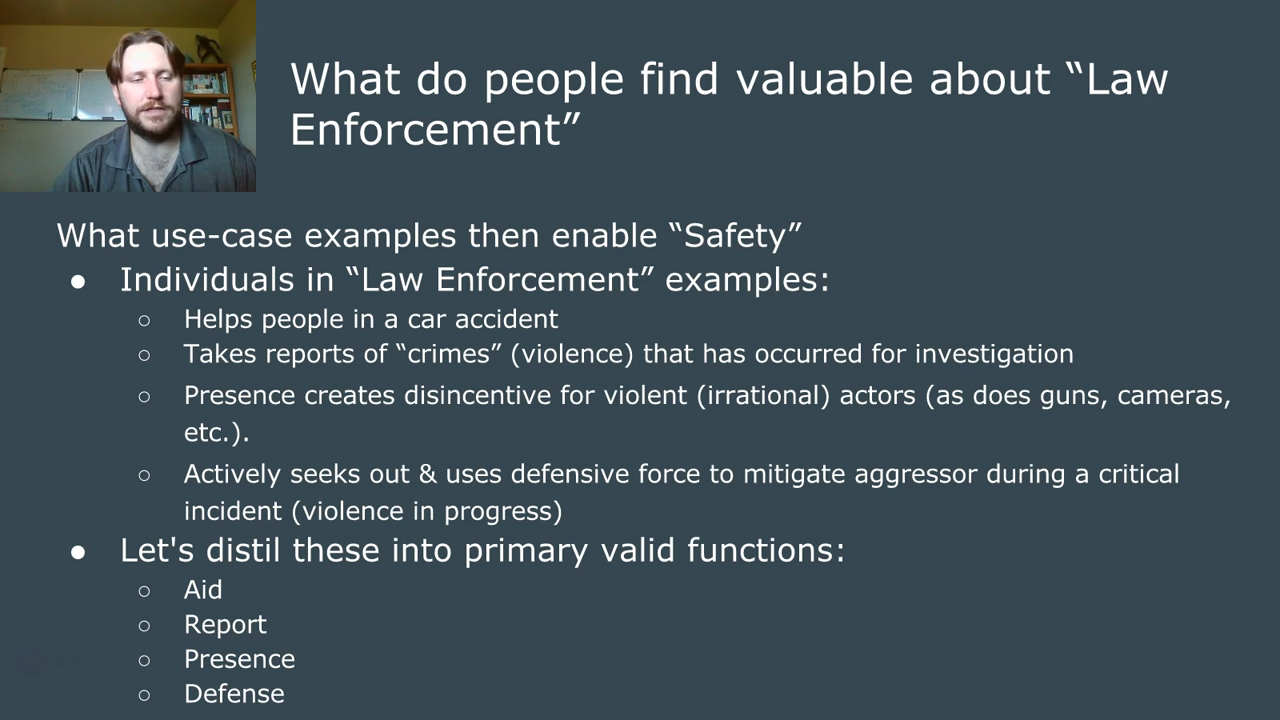 What do people find valuable about “Law
Enforcement”
What use-case examples then enable “Safety”
● Individuals in “Law Enforcement” examples:
○ Helps people in a car accident
○ Takes reports of “crimes” (violence) that has occurred for investigation
○ Presence creates disincentive for violent (irrational) actors (as does guns, cameras,
etc.).
○ Actively seeks out & uses defensive force to mitigate aggressor during a critical
incident (violence in progress)
● Let's distil these into primary valid functions:
○ Aid
○ Report
○ Presence
○ Defense